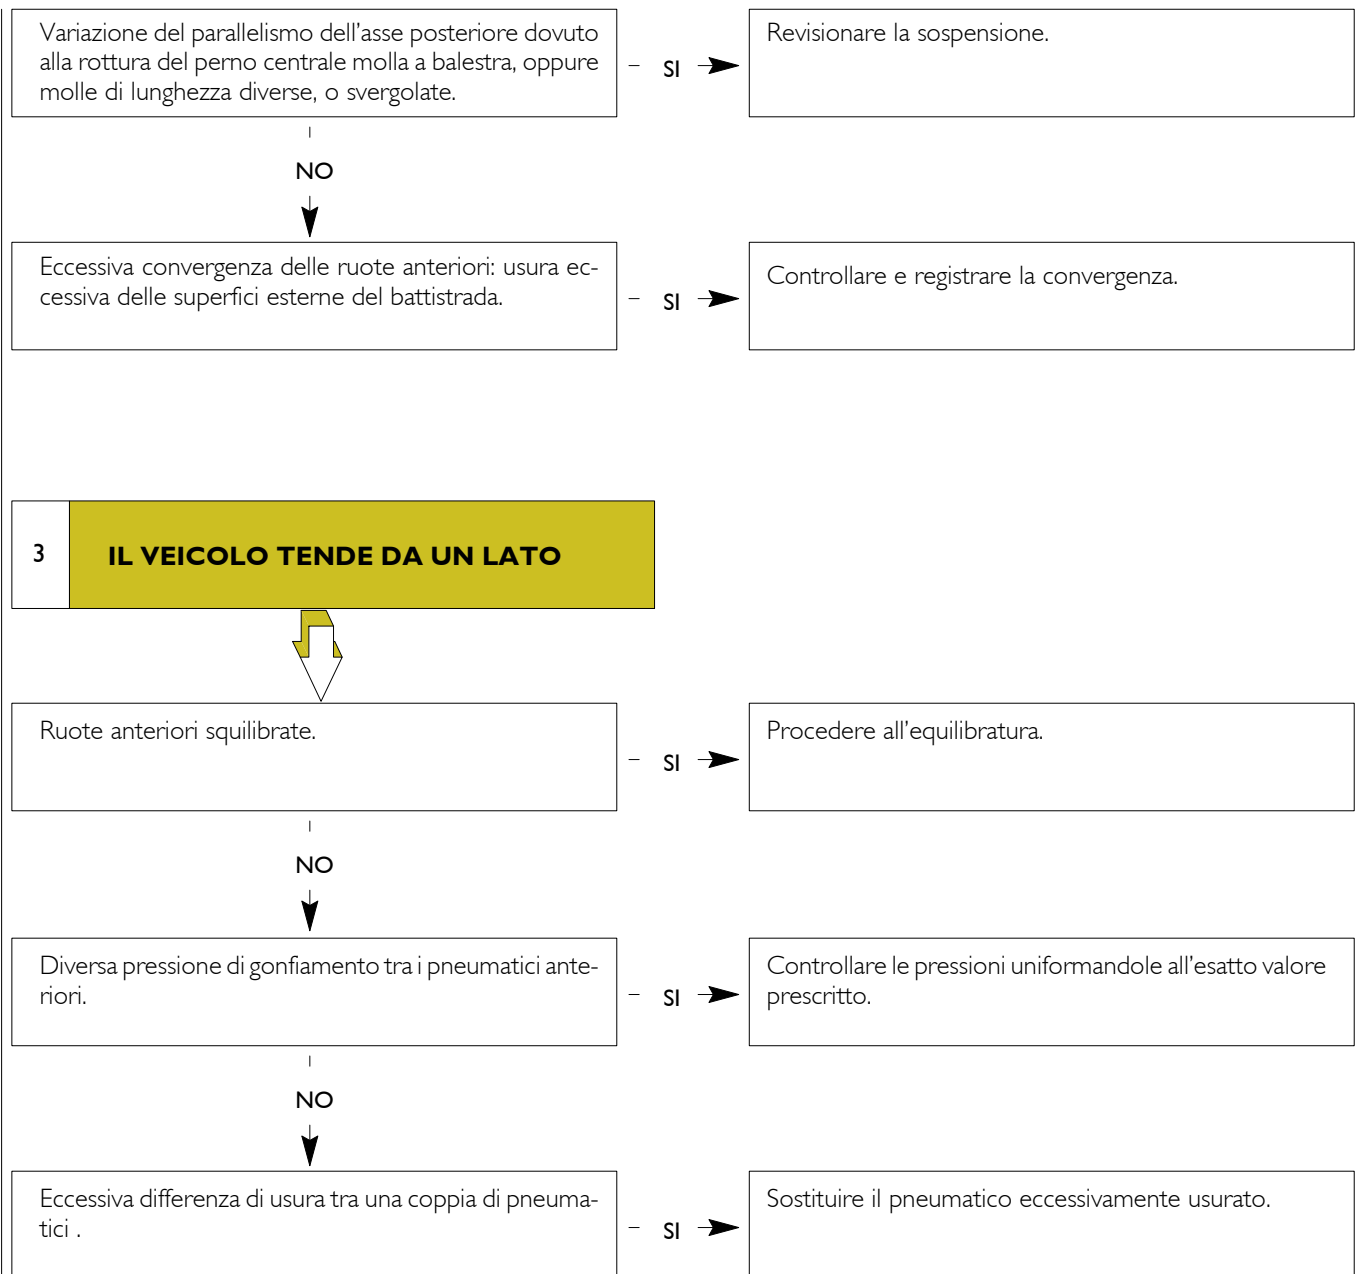 Variazione del parallelismo dell'asse posteriore dovuto
alla rottura del perno centrale molla a balestra, oppure
molle di lunghezza diverse, o svergolate.
SI
Revisionare la sospensione.
NO
Eccessiva convergenza delle ruote anteriori: usura ec-
cessiva delle superfici esterne del battistrada.
SI
Controllare e registrare la convergenza.
3
IL VEICOLO TENDE DA UN LATO
Ruote anteriori squilibrate.
SI
Procedere all'equilibratura.
NO
Diversa pressione di gonfiamento tra i pneumatici ante-
riori.
SI
Controllare le pressioni uniformandole all'esatto valore
prescritto.
NO
Eccessiva differenza di usura tra una coppia di pneuma-
tici .
SI
Sostituire il pneumatico eccessivamente usurato.